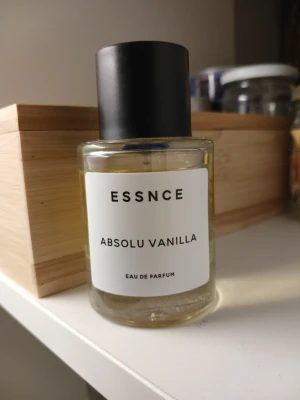 ESSNCE
ABSOLU VANILLA
EAU DE PARFUM